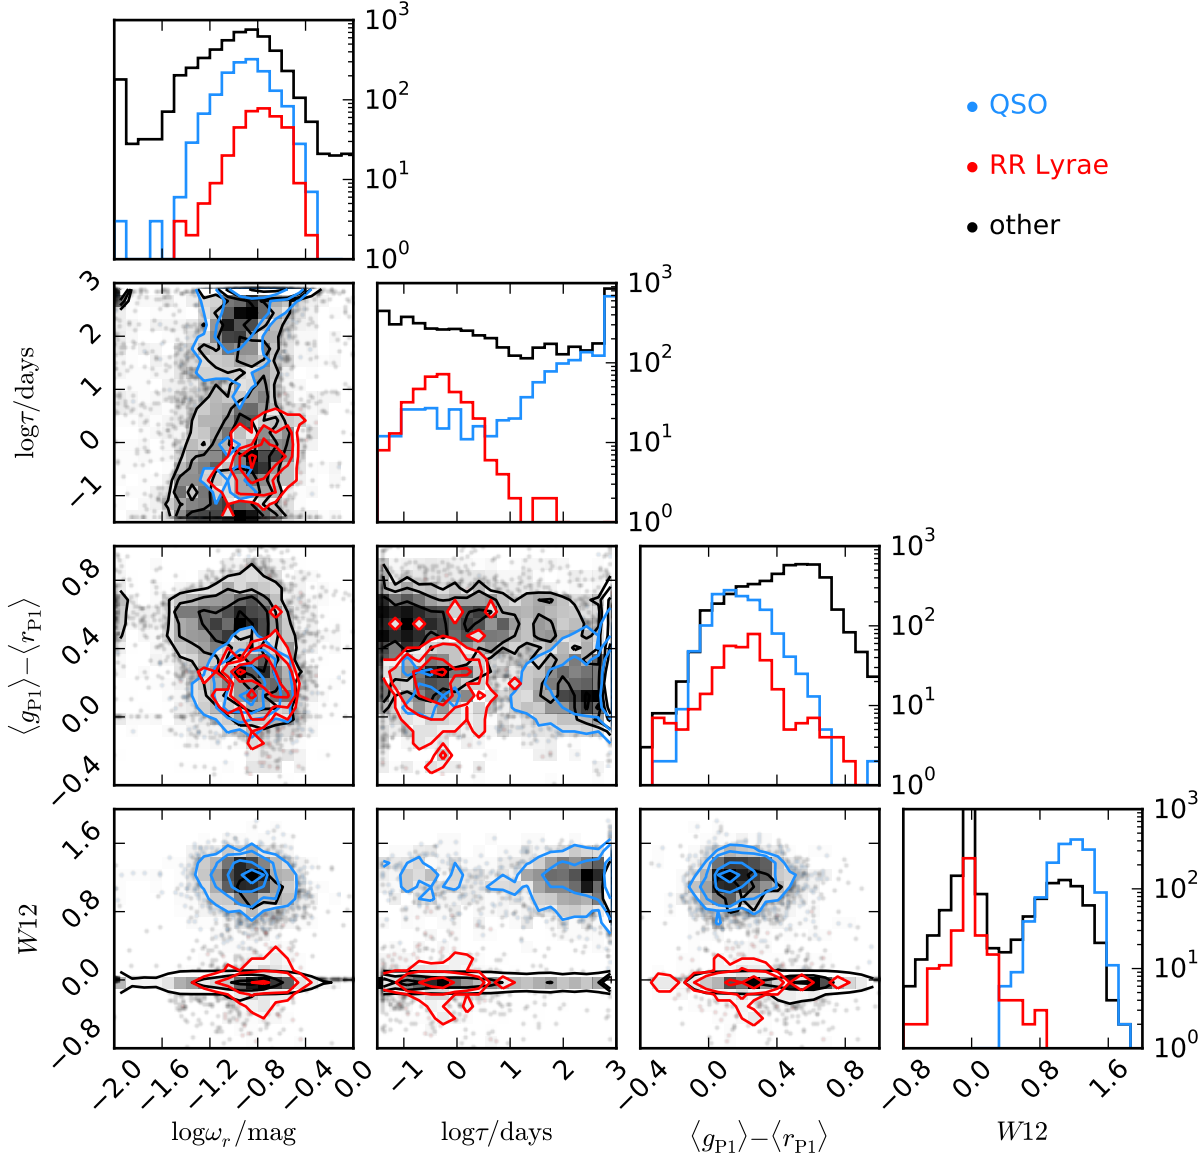 10³
10²
10¹
10⁰
QSO
RR Lyrae
other
3
2
1
0
−1
logτ/days
10³
10²
10¹
10⁰
0.8
0.4
0.0
−0.4
⟨g_P1⟩−⟨r_P1⟩
10³
10²
10¹
10⁰
1.6
0.8
0.0
−0.8
W12
10³
10²
10¹
10⁰
−2.0 −1.6 −1.2 −0.8 −0.4 0.0
−1 0 1 2 3
−0.4 0.0 0.4 0.8
−0.8 0.0 0.8 1.6
logω_r/mag
logτ/days
⟨g_P1⟩−⟨r_P1⟩
W12